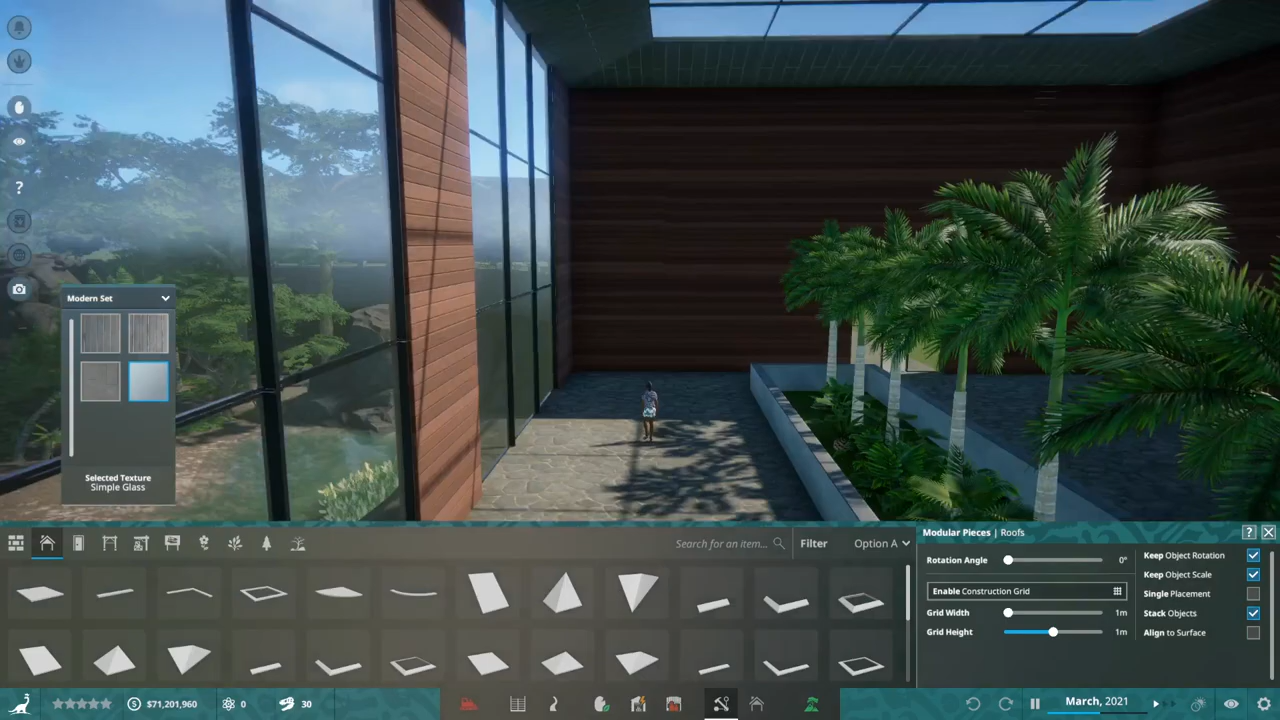 ?
Modern Set
Selected Texture
Simple Glass
Search for an item...
Filter
Option A
Modular Pieces | Roofs
?
Rotation Angle
0°
Enable Construction Grid
Grid Width
1m
Grid Height
1m
Keep Object Rotation
Keep Object Scale
Single Placement
Stack Objects
Align to Surface
$71,201,960
0
30
March, 2021